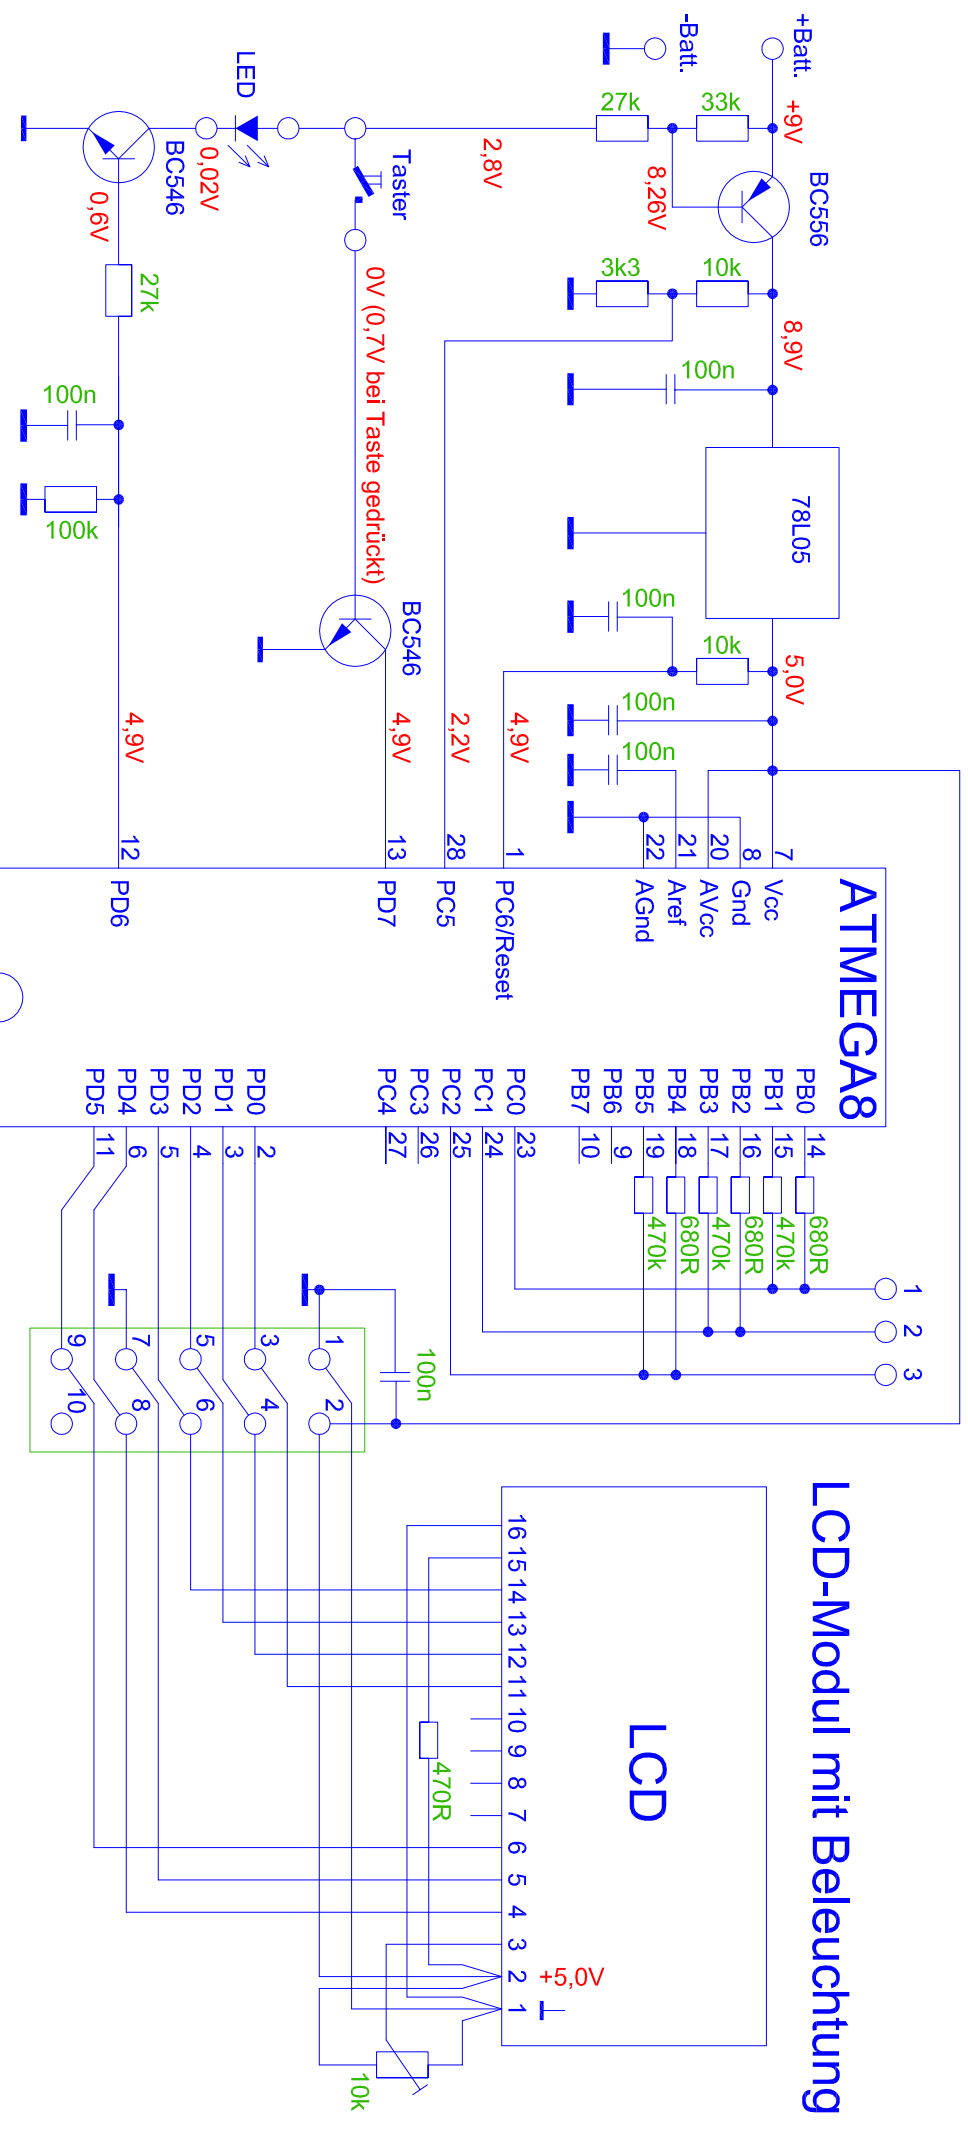 +Batt.
-Batt.
+9V
33k
27k
BC556
8,26V
2,8V
LED
BC546
0,02V
0,6V
27k
Taster
0V (0,7V bei Taste gedrückt)
3k3
10k
8,9V
100n
100n
100k
78L05
100n
10k
5,0V
BC546
100n
100n
4,9V
2,2V
4,9V
4,9V
7
8
20
21
22
1
28
13
12
ATMEGA8
Vcc
Gnd
AVcc
Aref
AGnd
PC6/Reset
PC5
PD7
PD6
PB0
PB1
PB2
PB3
PB4
PB5
PB6
PB7
PC0
PC1
PC2
PC3
PC4
PD0
PD1
PD2
PD3
PD4
PD5
14
15
16
17
18
19
9
10
23
24
25
26
27
2
3
4
5
6
11
680R
470k
680R
470k
680R
470k
1
2
3
100n
1
2
3
4
5
6
7
8
9
10
LCD-Modul mit Beleuchtung
LCD
16
15
14
13
12
11
10
9
8
7
6
5
4
3
2
1
470R
+5,0V
10k